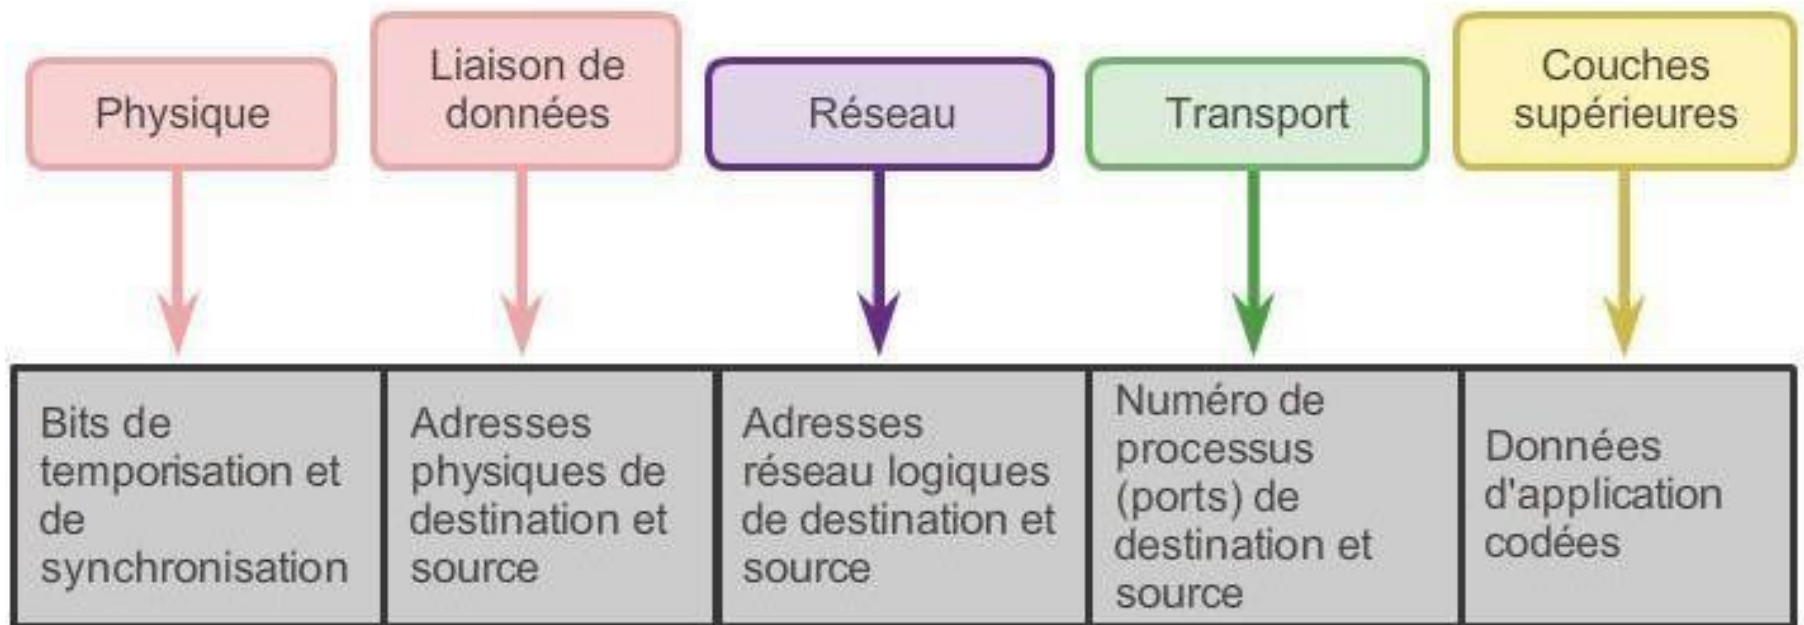 Physique
Liaison de
données
Réseau
Transport
Couches
supérieures
Bits de
temporisation et
de
synchronisation
Adresses
physiques de
destination et
source
Adresses
réseau logiques
de destination et
source
Numéro de
processus
(ports) de
destination et
source
Données
d'application
codées